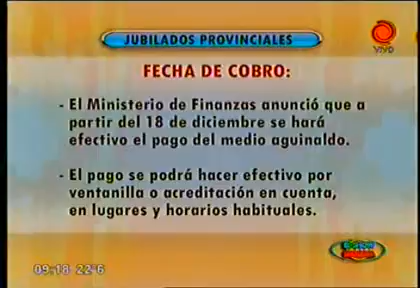 JUBILADOS PROVINCIALES
VIVO
FECHA DE COBRO:
- El Ministerio de Finanzas anunció que a
partir del 18 de diciembre se hará
efectivo el pago del medio aguinaldo.
- El pago se podrá hacer efectivo por
ventanilla o acreditación en cuenta,
en lugares y horarios habituales.
09:18 22°6